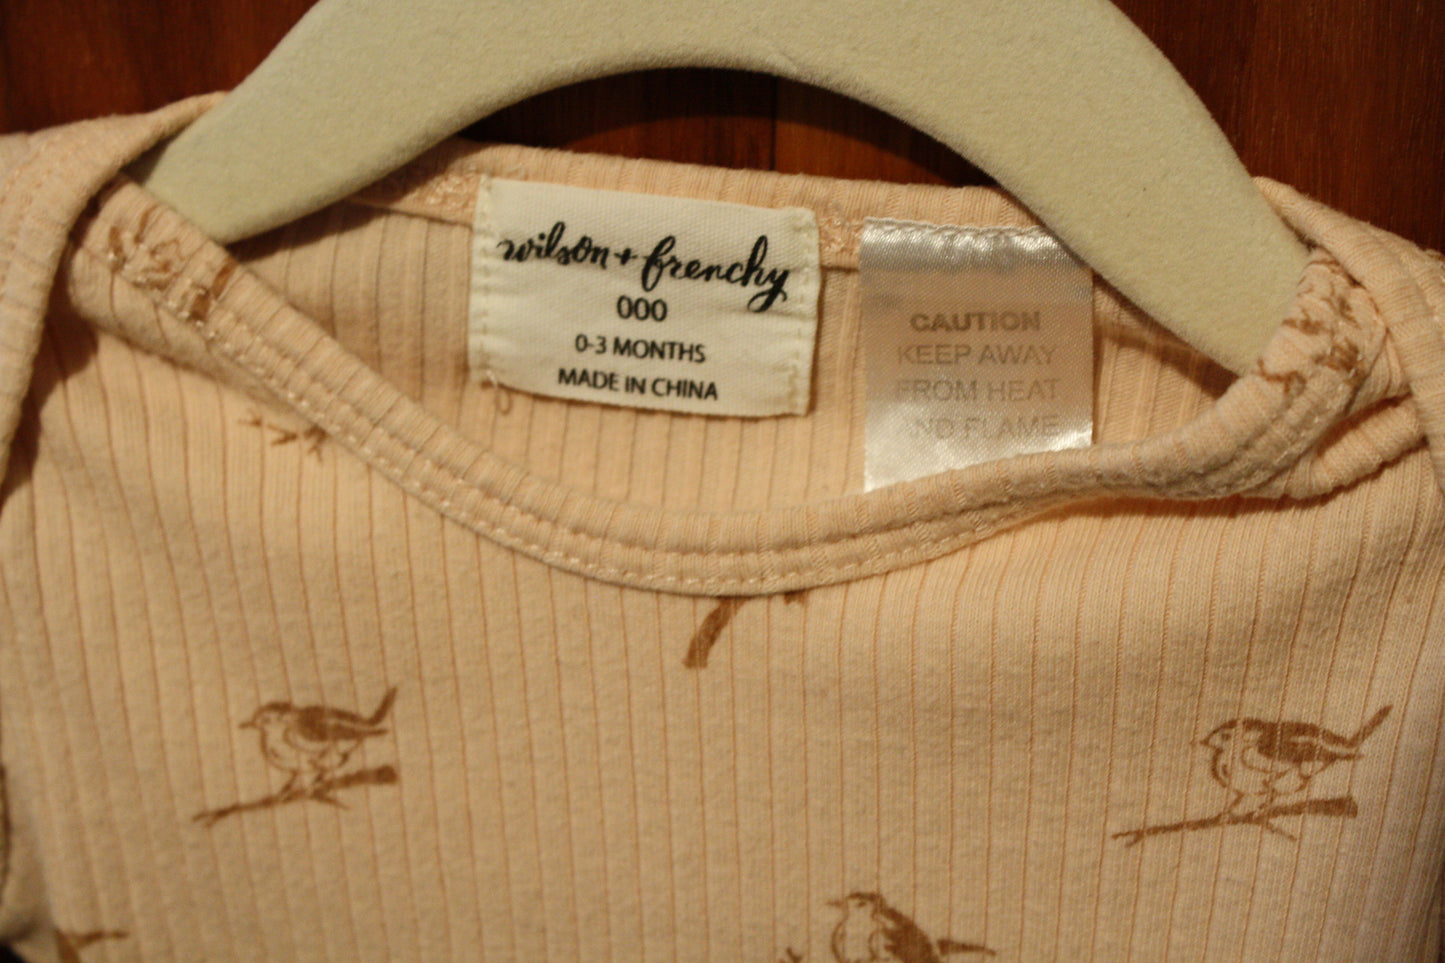 wilson + frenchy
000
0-3 MONTHS
MADE IN CHINA
CAUTION
KEEP AWAY
FROM HEAT
AND FLAME